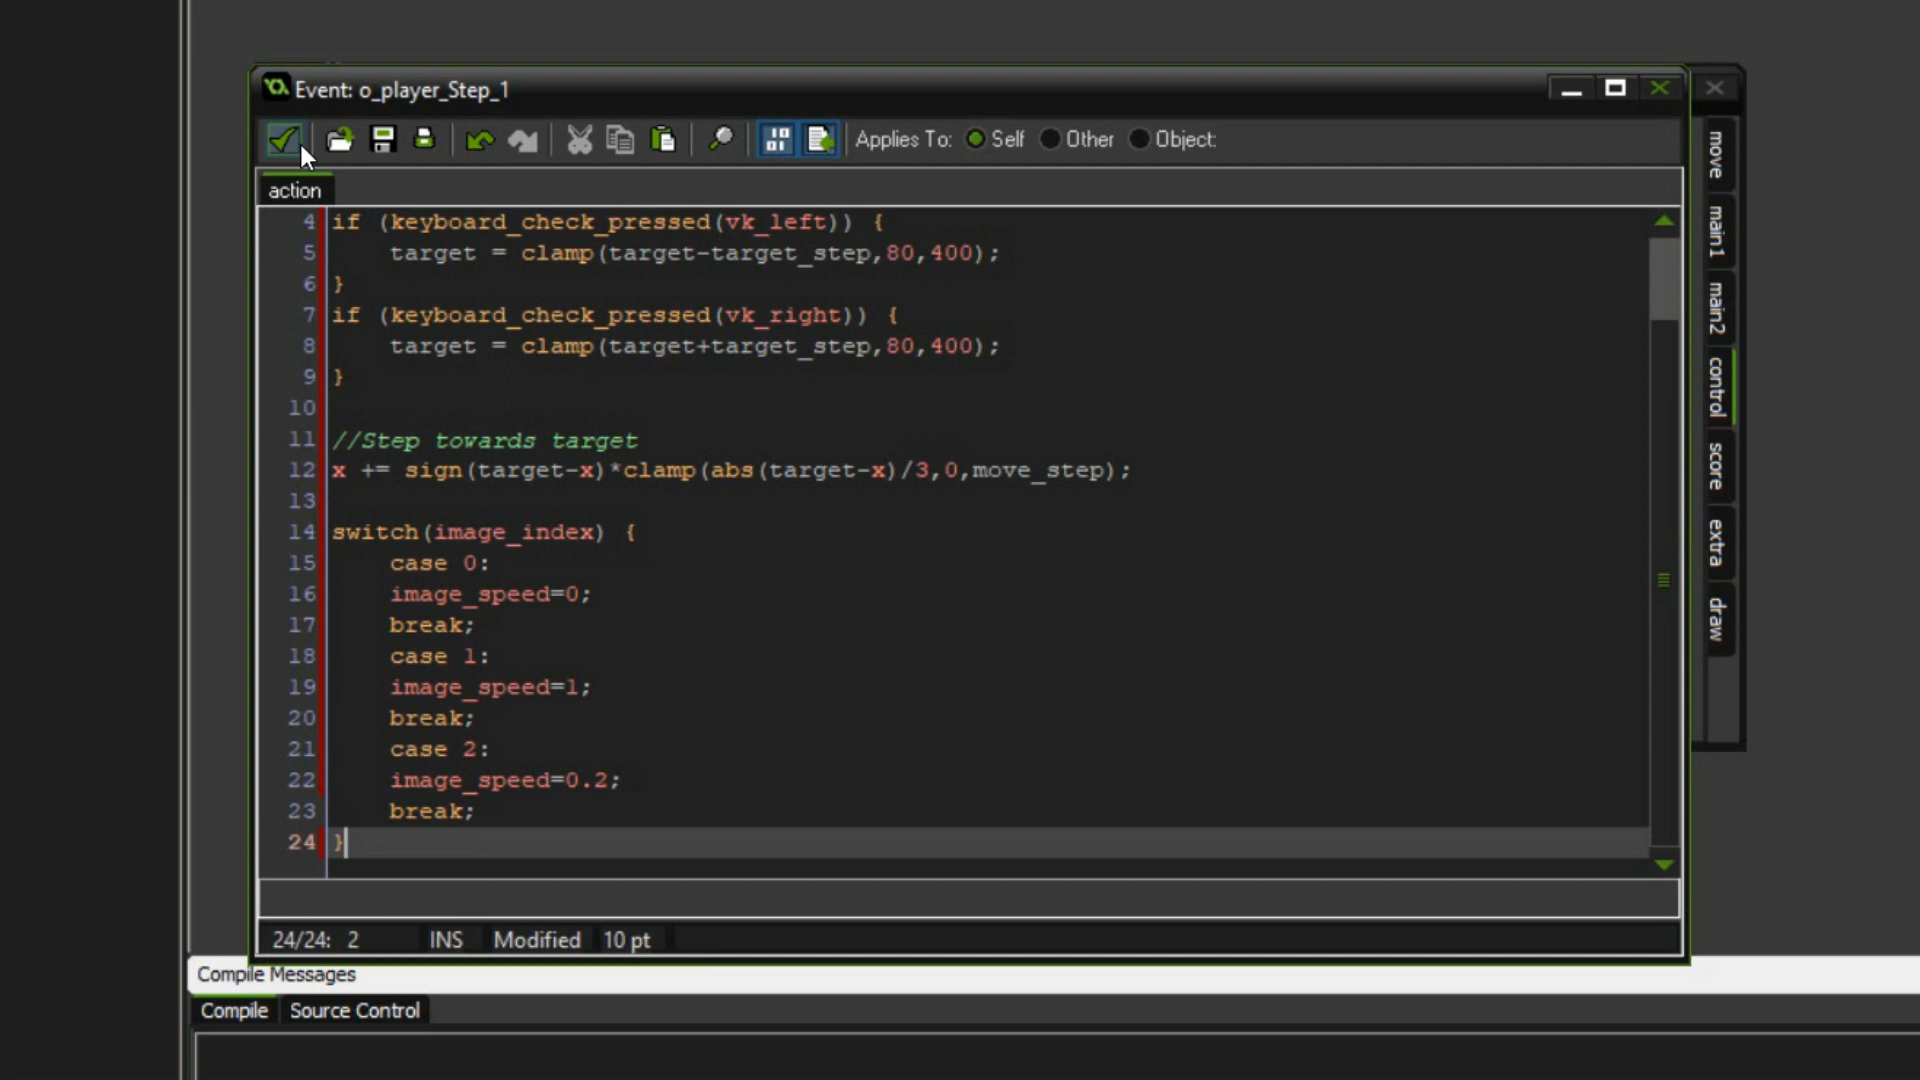 Event: o_player_Step_1
Applies To: Self Other Object:
action
4 if (keyboard_check_pressed(vk_left)) {
5 target = clamp(target-target_step,80,400);
6 }
7 if (keyboard_check_pressed(vk_right)) {
8 target = clamp(target+target_step,80,400);
9 }
10
11 //Step towards target
12 x += sign(target-x)*clamp(abs(target-x)/3,0,move_step);
13
14 switch(image_index) {
15 case 0:
16 image_speed=0;
17 break;
18 case 1:
19 image_speed=1;
20 break;
21 case 2:
22 image_speed=0.2;
23 break;
24 }
24/24: 2 INS Modified 10 pt
move
main1
main2
control
score
extra
draw
Compile Messages
Compile Source Control